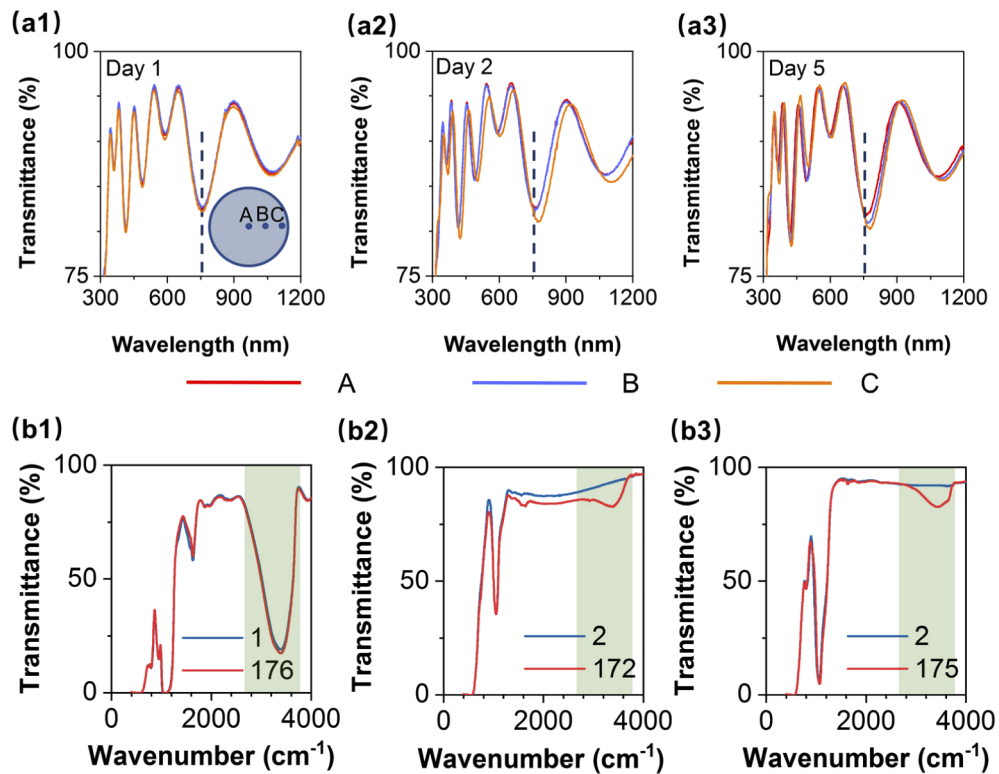 (a1)
(a2)
(a3)
100
75
Transmittance (%)
Day 1
A B C
300 600 900 1200
Wavelength (nm)
100
75
Transmittance (%)
Day 2
300 600 900 1200
Wavelength (nm)
100
75
Transmittance (%)
Day 5
300 600 900 1200
Wavelength (nm)
A
B
C
(b1)
(b2)
(b3)
100
50
0
Transmittance (%)
1
176
0 2000 4000
Wavenumber (cm⁻¹)
100
50
0
Transmittance (%)
2
172
0 2000 4000
Wavenumber (cm⁻¹)
100
50
0
Transmittance (%)
2
175
0 2000 4000
Wavenumber (cm⁻¹)